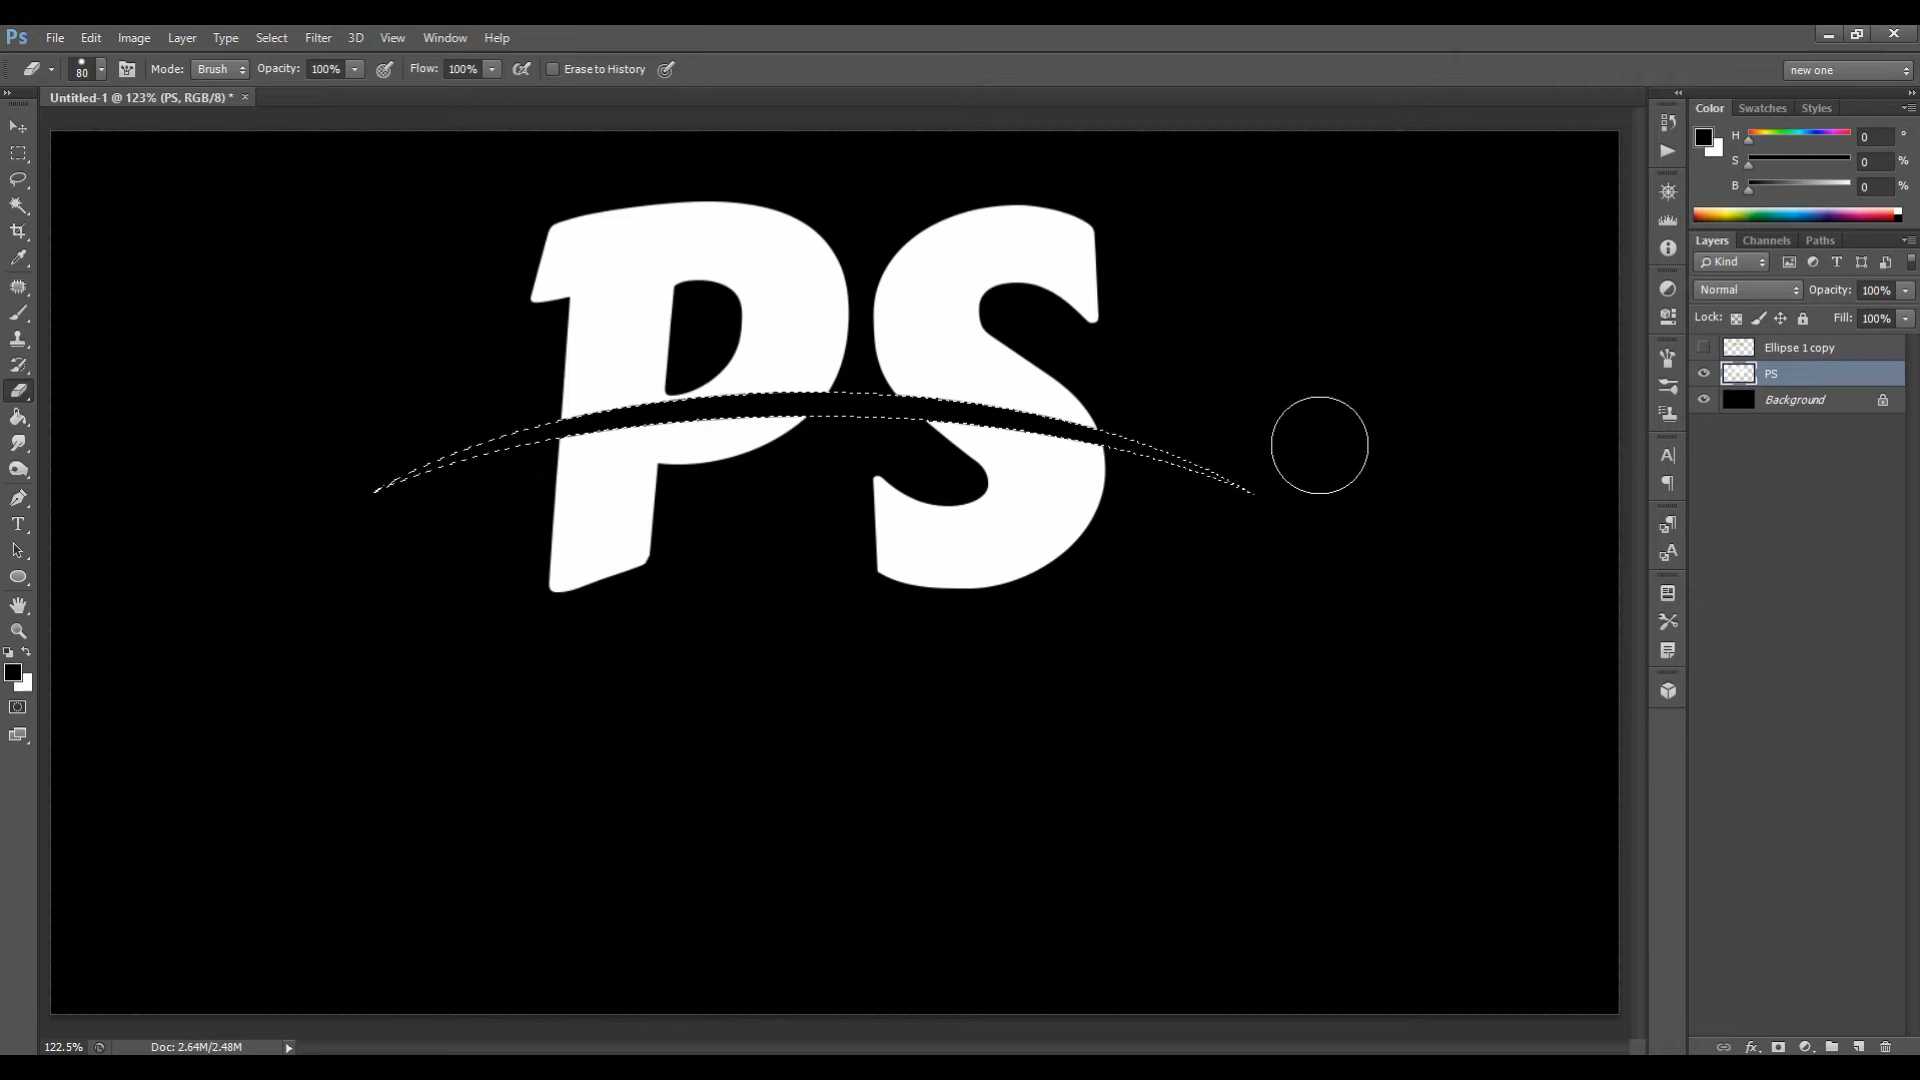 Ps File Edit Image Layer Type Select Filter 3D View Window Help
80 Mode: Brush Opacity: 100% Flow: 100% Erase to History new one
Untitled-1 @ 123% (PS, RGB/8) * ×
Color Swatches Styles
H 0 °
S 0 %
B 0 %
Layers Channels Paths
Kind
Normal Opacity: 100%
Lock: Fill: 100%
Ellipse 1 copy
PS
Background
PS
122.5% Doc: 2.64M/2.48M